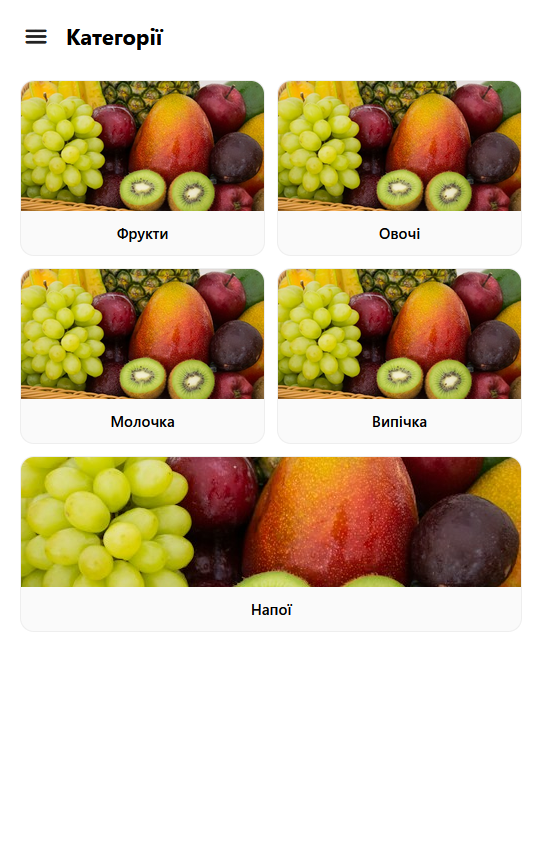 Категорії
Фрукти
Овочі
Молочка
Випічка
Напої